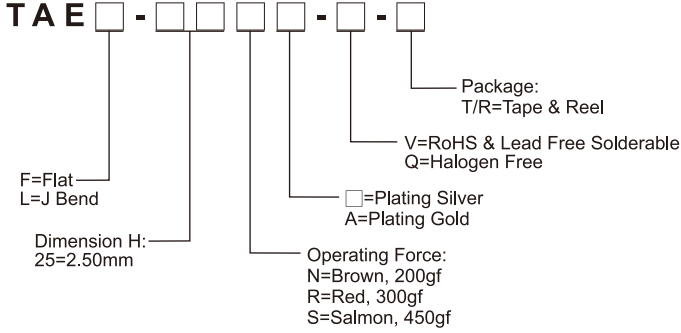 TAE□-□□□□-□-□
Package:
T/R=Tape & Reel
V=RoHS & Lead Free Solderable
Q=Halogen Free
F=Flat
L=J Bend
□=Plating Silver
A=Plating Gold
Dimension H:
25=2.50mm
Operating Force:
N=Brown, 200gf
R=Red, 300gf
S=Salmon, 450gf